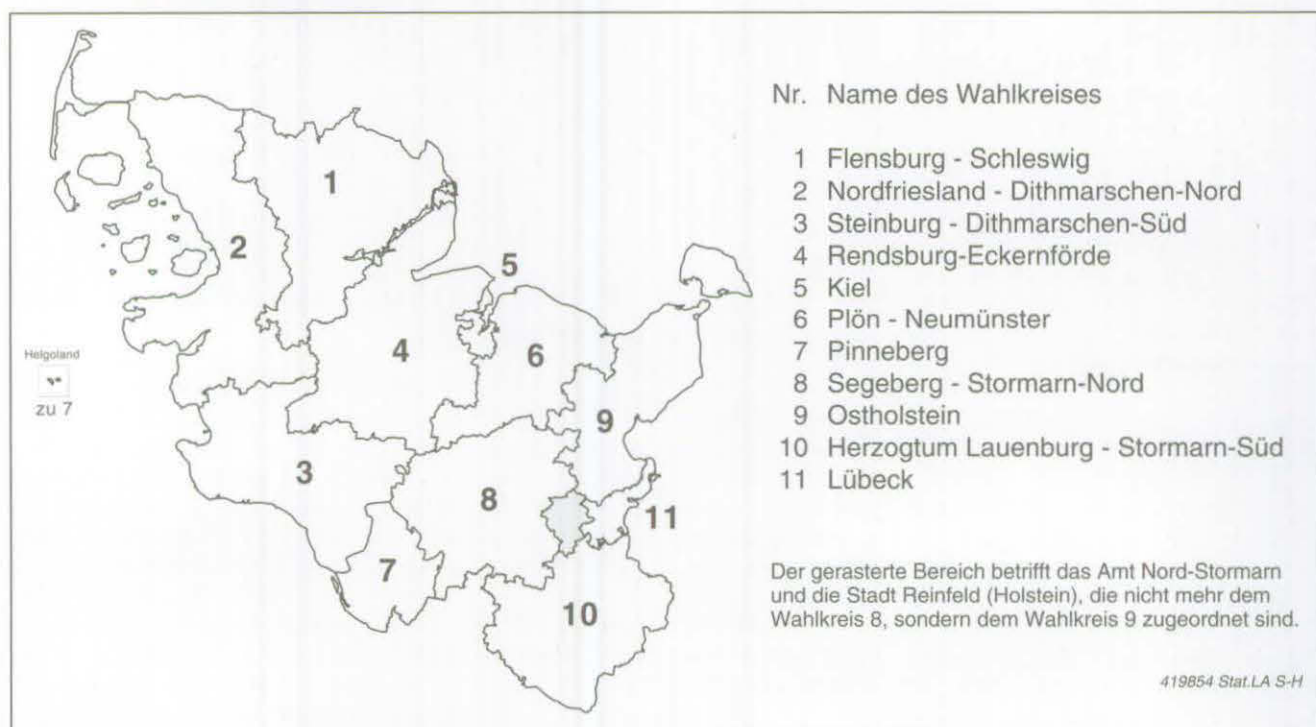 Nr. Name des Wahlkreises
1 Flensburg - Schleswig
2 Nordfriesland - Dithmarschen-Nord
3 Steinburg - Dithmarschen-Süd
4 Rendsburg-Eckernförde
5 Kiel
6 Plön - Neumünster
7 Pinneberg
8 Segeberg - Stormarn-Nord
9 Ostholstein
10 Herzogtum Lauenburg - Stormarn-Süd
11 Lübeck
Der gerasterte Bereich betrifft das Amt Nord-Stormarn
und die Stadt Reinfeld (Holstein), die nicht mehr dem
Wahlkreis 8, sondern dem Wahlkreis 9 zugeordnet sind.
419854 Stat.LA S-H
1
2
5
4
6
Helgoland
zu 7
9
3
8
11
7
10